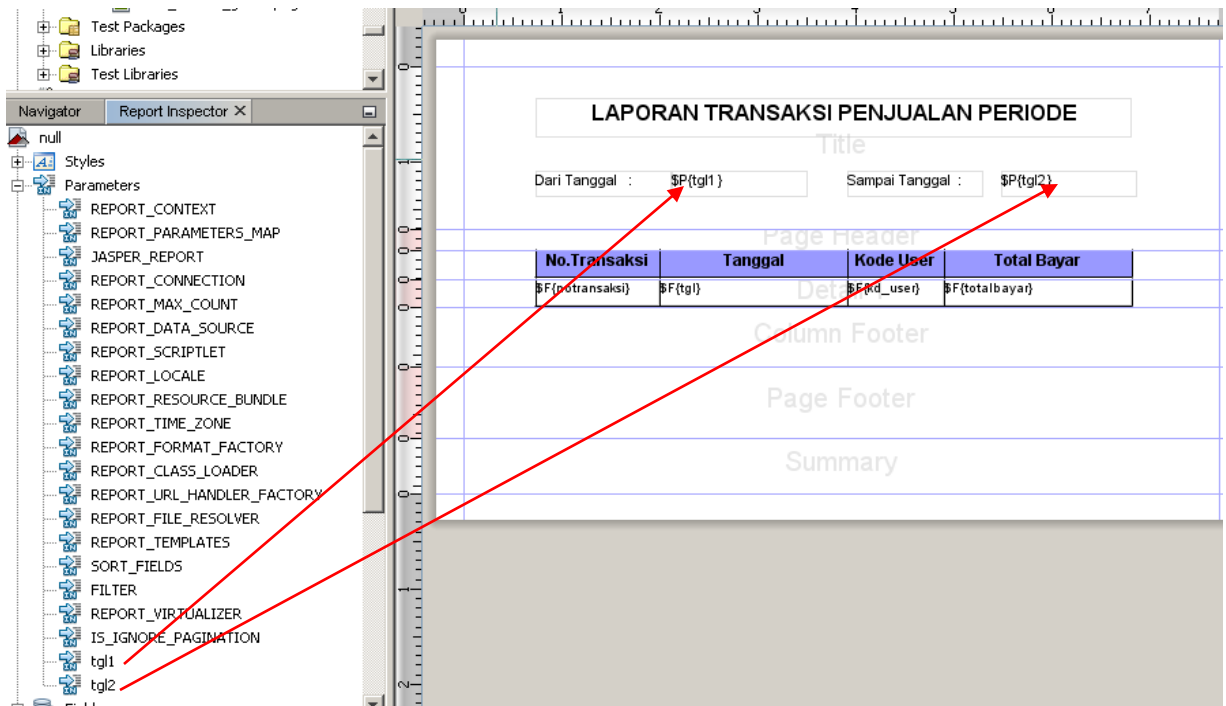 Test Packages
Libraries
Test Libraries
Navigator Report Inspector
null
Styles
Parameters
REPORT_CONTEXT
REPORT_PARAMETERS_MAP
JASPER_REPORT
REPORT_CONNECTION
REPORT_MAX_COUNT
REPORT_DATA_SOURCE
REPORT_SCRIPTLET
REPORT_LOCALE
REPORT_RESOURCE_BUNDLE
REPORT_TIME_ZONE
REPORT_FORMAT_FACTORY
REPORT_CLASS_LOADER
REPORT_URL_HANDLER_FACTORY
REPORT_FILE_RESOLVER
REPORT_TEMPLATES
SORT_FIELDS
FILTER
REPORT_VIRTUALIZER
IS_IGNORE_PAGINATION
tgl1
tgl2
LAPORAN TRANSAKSI PENJUALAN PERIODE
Title
Dari Tanggal : $P{tgl1} Sampai Tanggal : $P{tgl2}
Page Header
No.Transaksi Tanggal Kode User Total Bayar
$F{notransaksi} $F{tgl} $F{kd_user} $F{totalbayar}
Column Footer
Page Footer
Summary